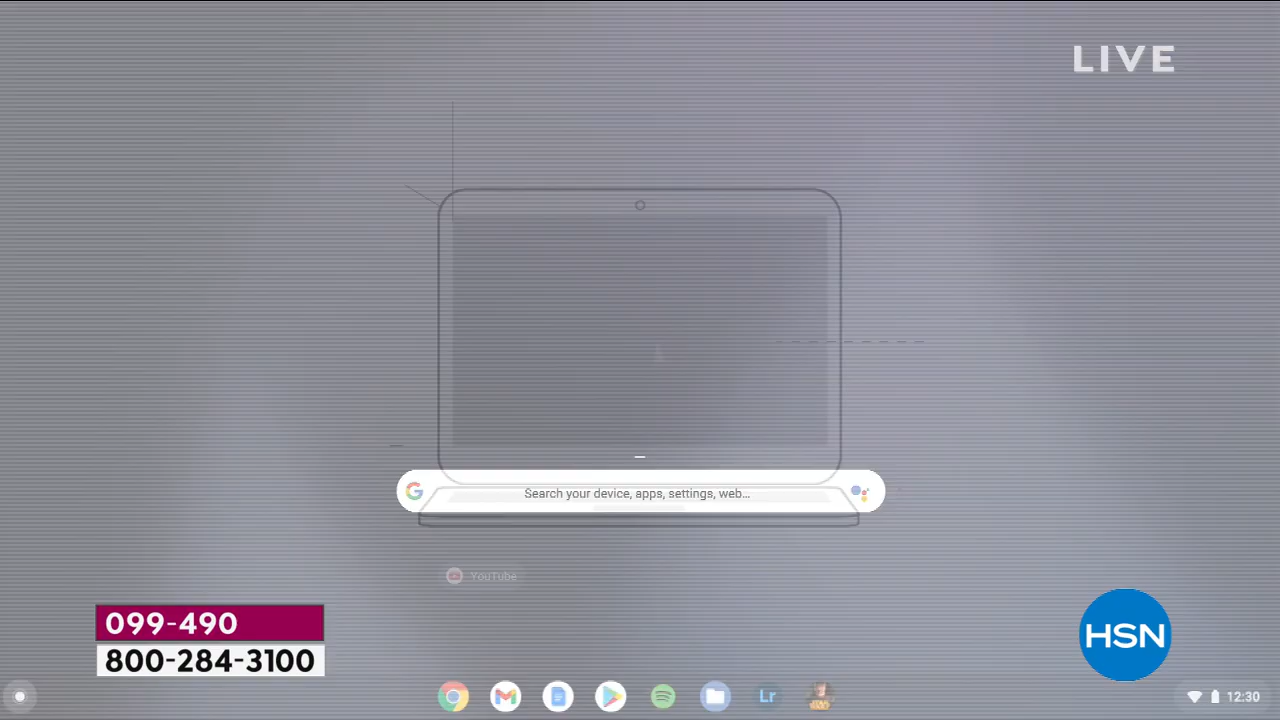 LIVE
Search your device, apps, settings, web...
YouTube
099-490
800-284-3100
HSN
Lr
12:30